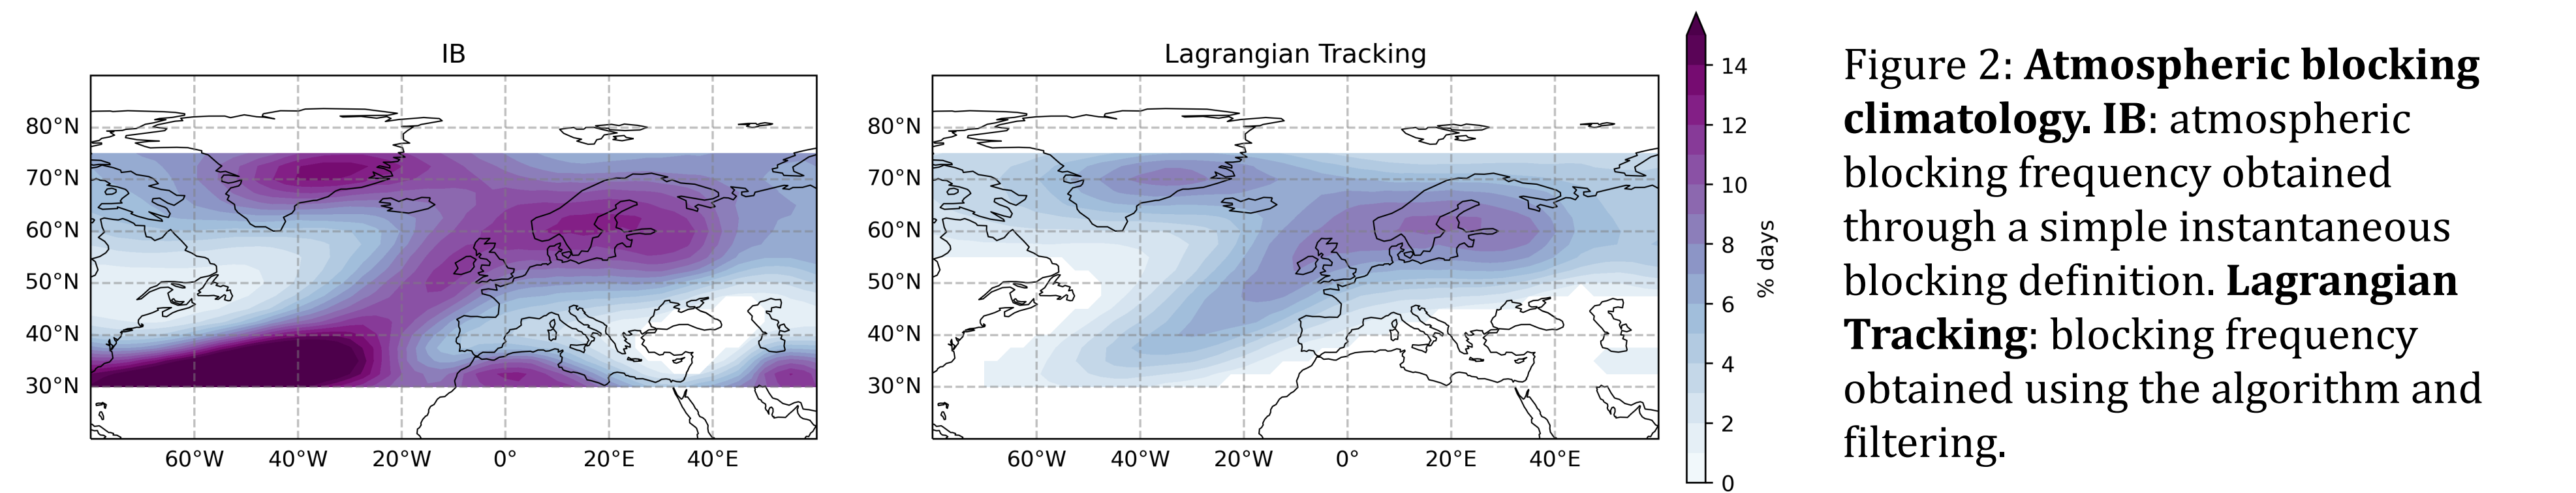 IB
80°N
70°N
60°N
50°N
40°N
30°N
60°W 40°W 20°W 0° 20°E 40°E
Lagrangian Tracking
80°N
70°N
60°N
50°N
40°N
30°N
60°W 40°W 20°W 0° 20°E 40°E
14
12
10
8
6
4
2
0
% days
Figure 2: Atmospheric blocking
climatology. IB: atmospheric
blocking frequency obtained
through a simple instantaneous
blocking definition. Lagrangian
Tracking: blocking frequency
obtained using the algorithm and
filtering.